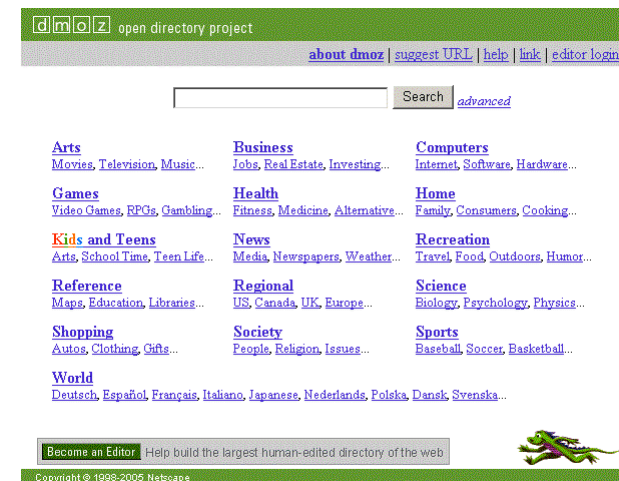 dmoz open directory project
about dmoz | suggest URL | help | link | editor login
Search advanced
Arts Business Computers
Movies, Television, Music... Jobs, Real Estate, Investing... Internet, Software, Hardware...
Games Health Home
Video Games, RPGs, Gambling... Fitness, Medicine, Alternative... Family, Consumers, Cooking...
Kids and Teens News Recreation
Arts, School Time, Teen Life... Media, Newspapers, Weather... Travel, Food, Outdoors, Humor...
Reference Regional Science
Maps, Education, Libraries... US, Canada, UK, Europe... Biology, Psychology, Physics...
Shopping Society Sports
Autos, Clothing, Gifts... People, Religion, Issues... Baseball, Soccer, Basketball...
World
Deutsch, Español, Français, Italiano, Japanese, Nederlands, Polska, Dansk, Svenska...
Become an Editor Help build the largest human-edited directory of the web
Copyright © 1998-2005 Netscape